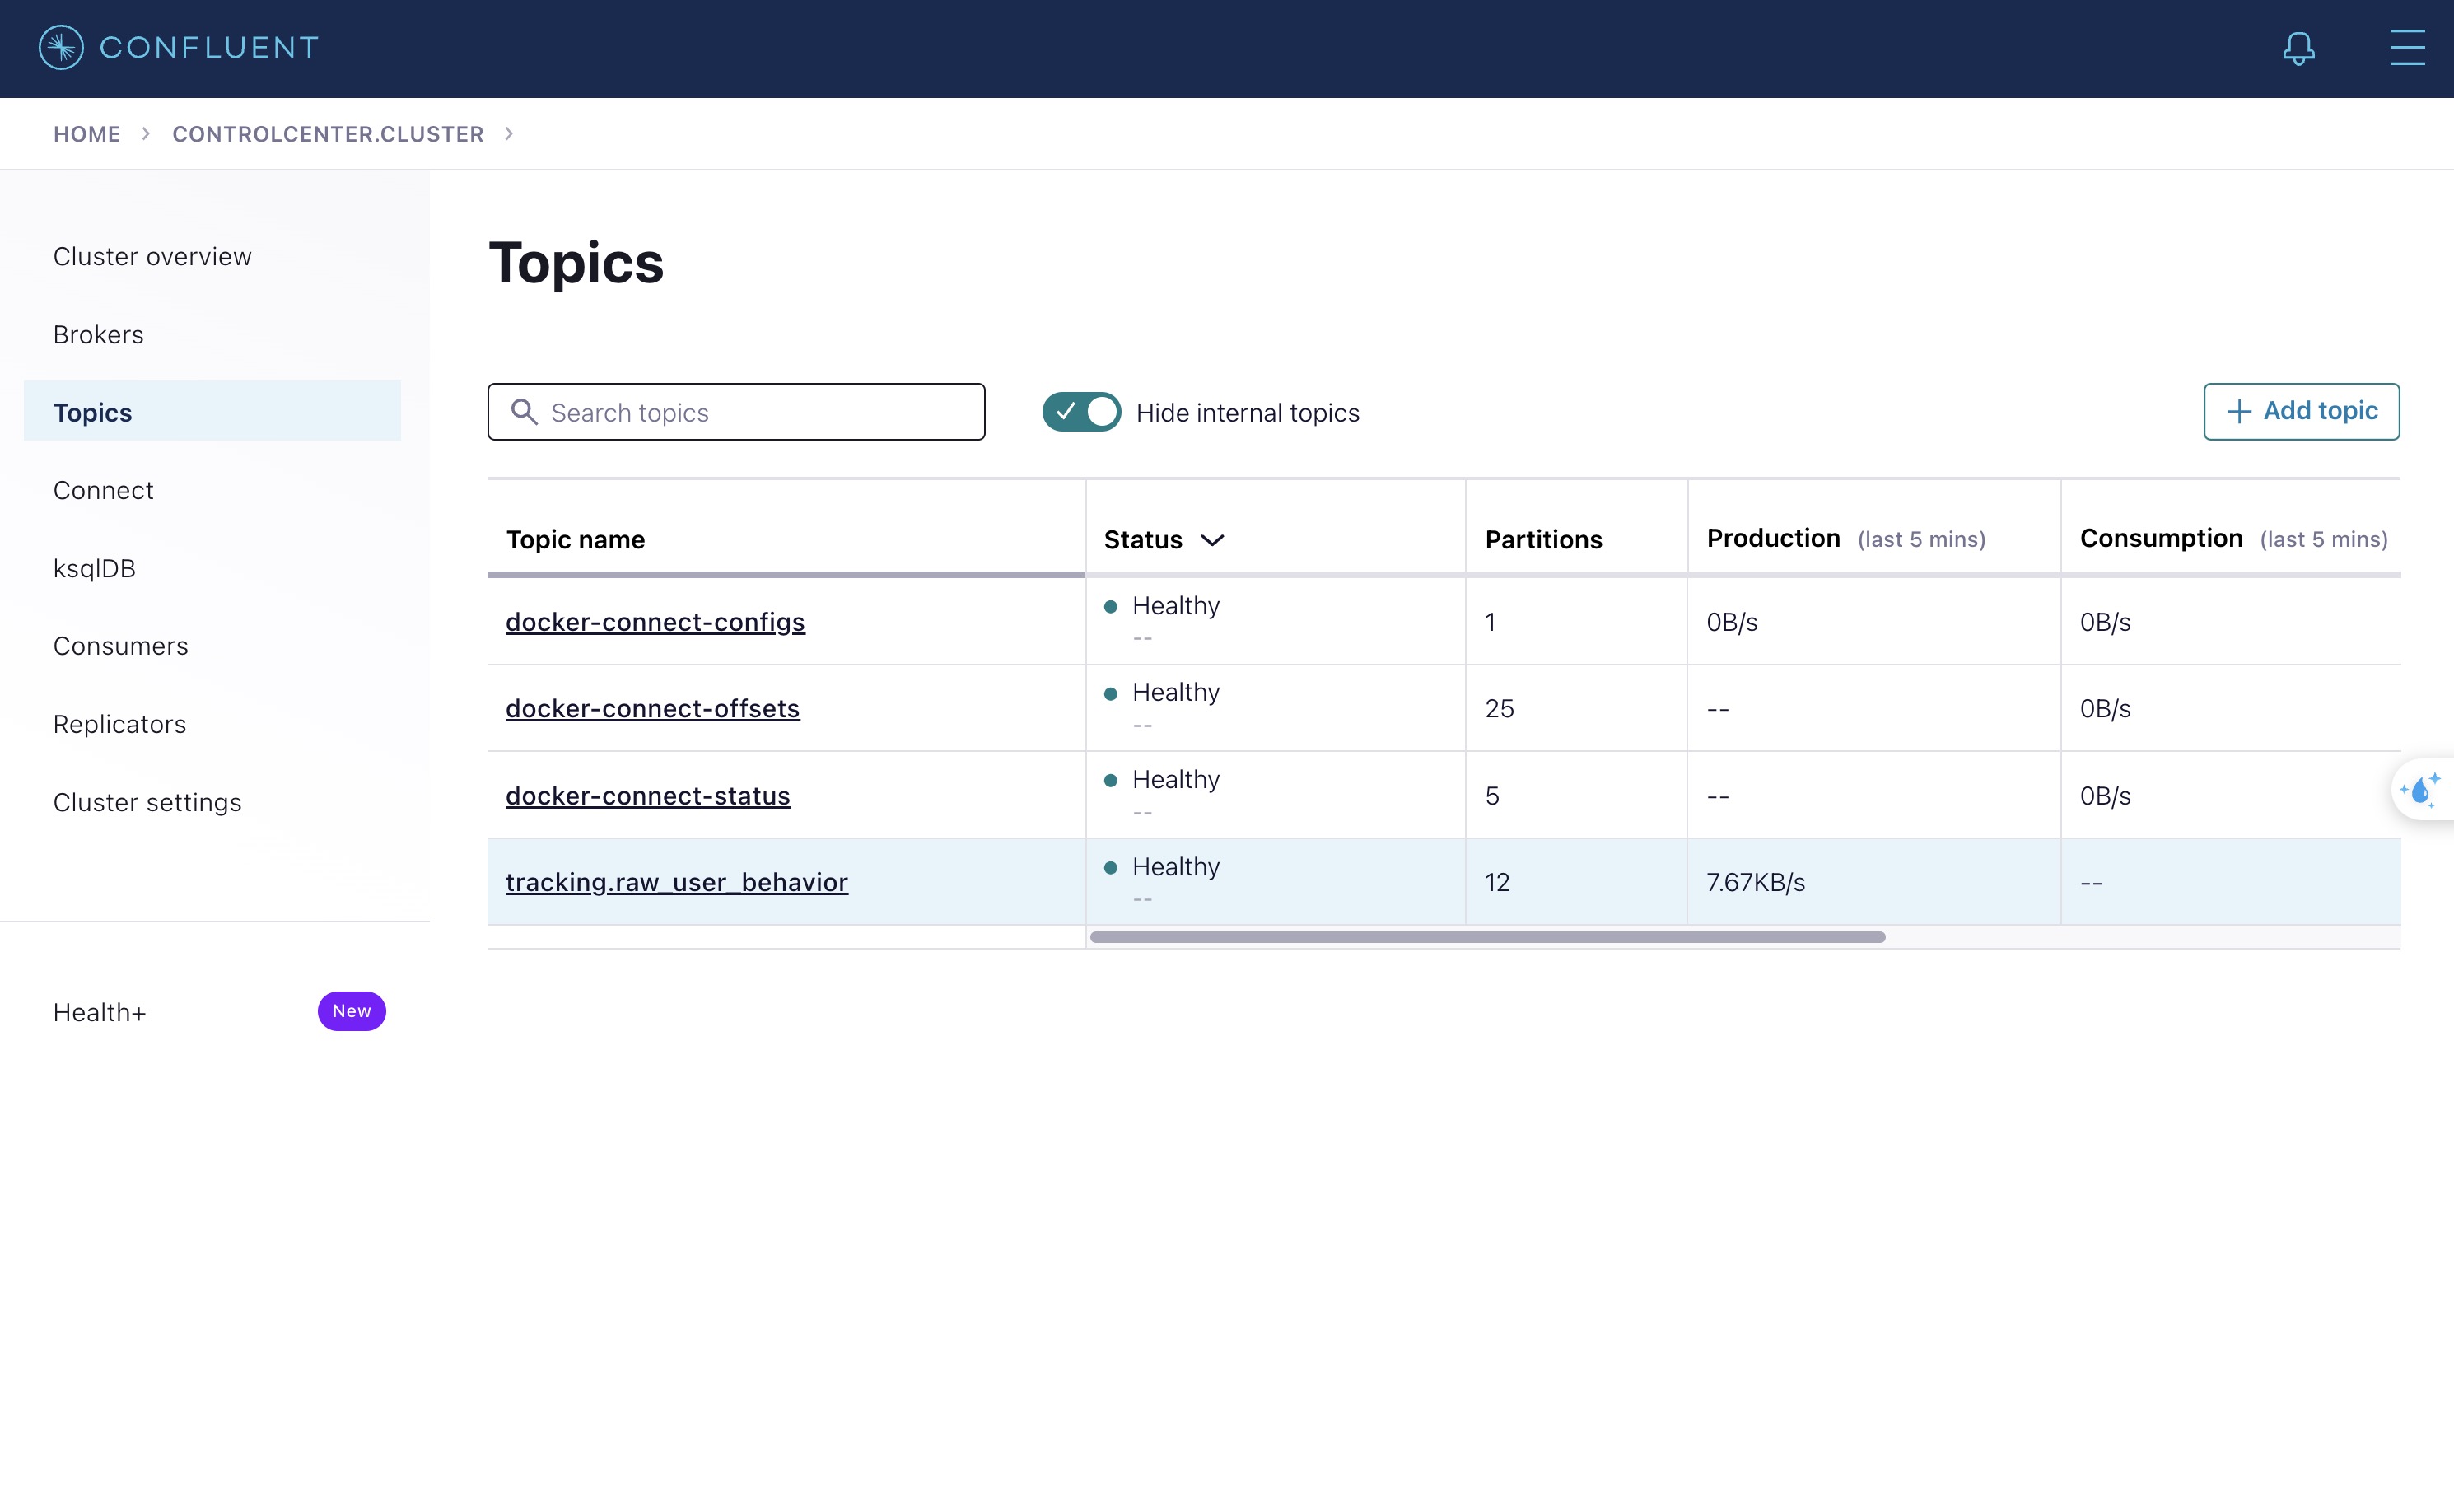 CONFLUENT
HOME > CONTROLCENTER.CLUSTER >
Cluster overview
Brokers
Topics
Connect
ksqlDB
Consumers
Replicators
Cluster settings
Health+ New
Topics
Search topics
Hide internal topics
+ Add topic
Topic name Status Partitions Production (last 5 mins) Consumption (last 5 mins)
docker-connect-configs Healthy 1 0B/s 0B/s
--
docker-connect-offsets Healthy 25 -- 0B/s
--
docker-connect-status Healthy 5 -- 0B/s
--
tracking.raw_user_behavior Healthy 12 7.67KB/s --
--